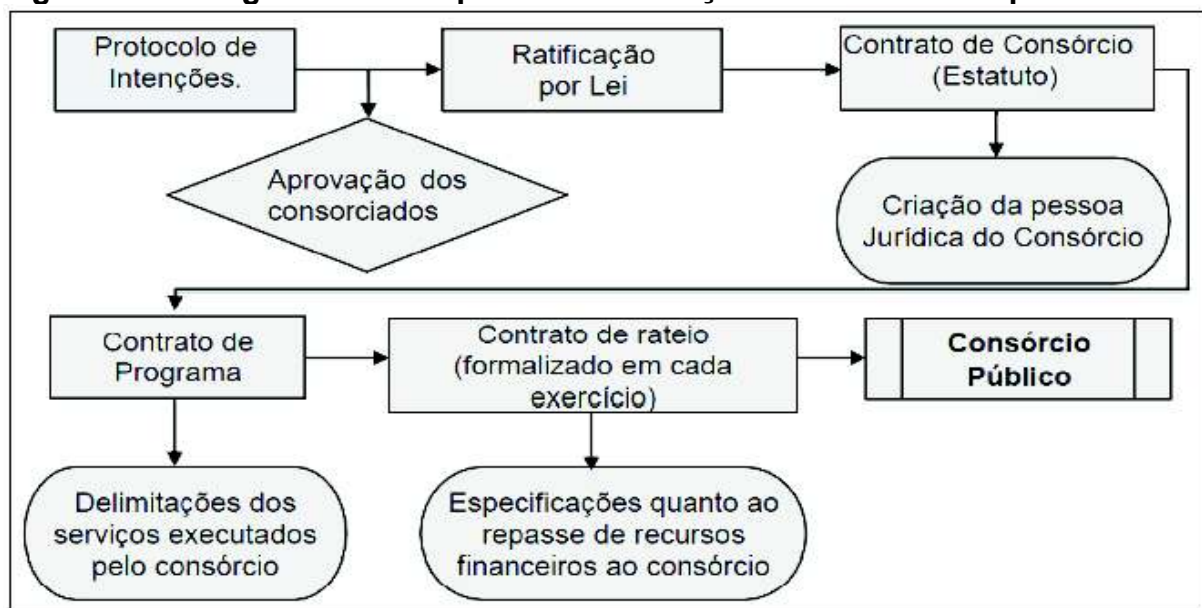 Protocolo de
Intenções.
Ratificação
por Lei
Contrato de Consórcio
(Estatuto)
Aprovação dos
consorciados
Criação da pessoa
Jurídica do Consórcio
Contrato de
Programa
Contrato de rateio
(formalizado em cada
exercício)
Consórcio
Público
Delimitações dos
serviços executados
pelo consórcio
Especificações quanto ao
repasse de recursos
financeiros ao consórcio